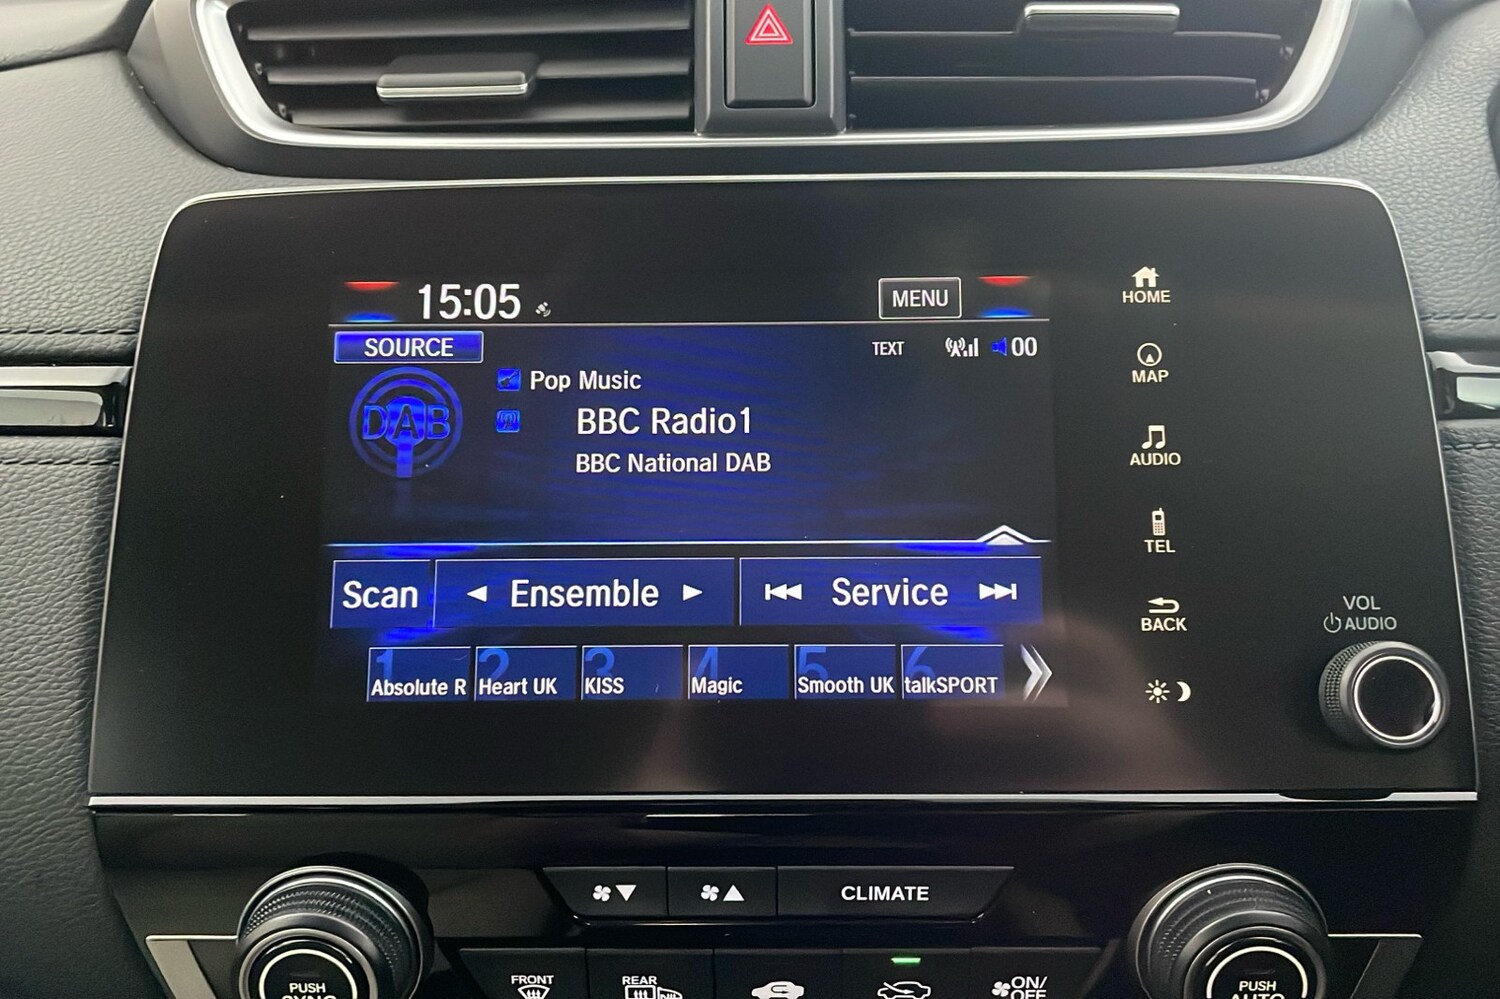 15:05
MENU
SOURCE
TEXT
00
DAB
Pop Music
BBC Radio1
BBC National DAB
Scan
Ensemble
Service
1 Absolute R
2 Heart UK
3 KISS
4 Magic
5 Smooth UK
6 talkSPORT
HOME
MAP
AUDIO
TEL
BACK
VOL
AUDIO
CLIMATE
FRONT
REAR
ON/
OFF
PUSH
SYNC
PUSH
AUTO